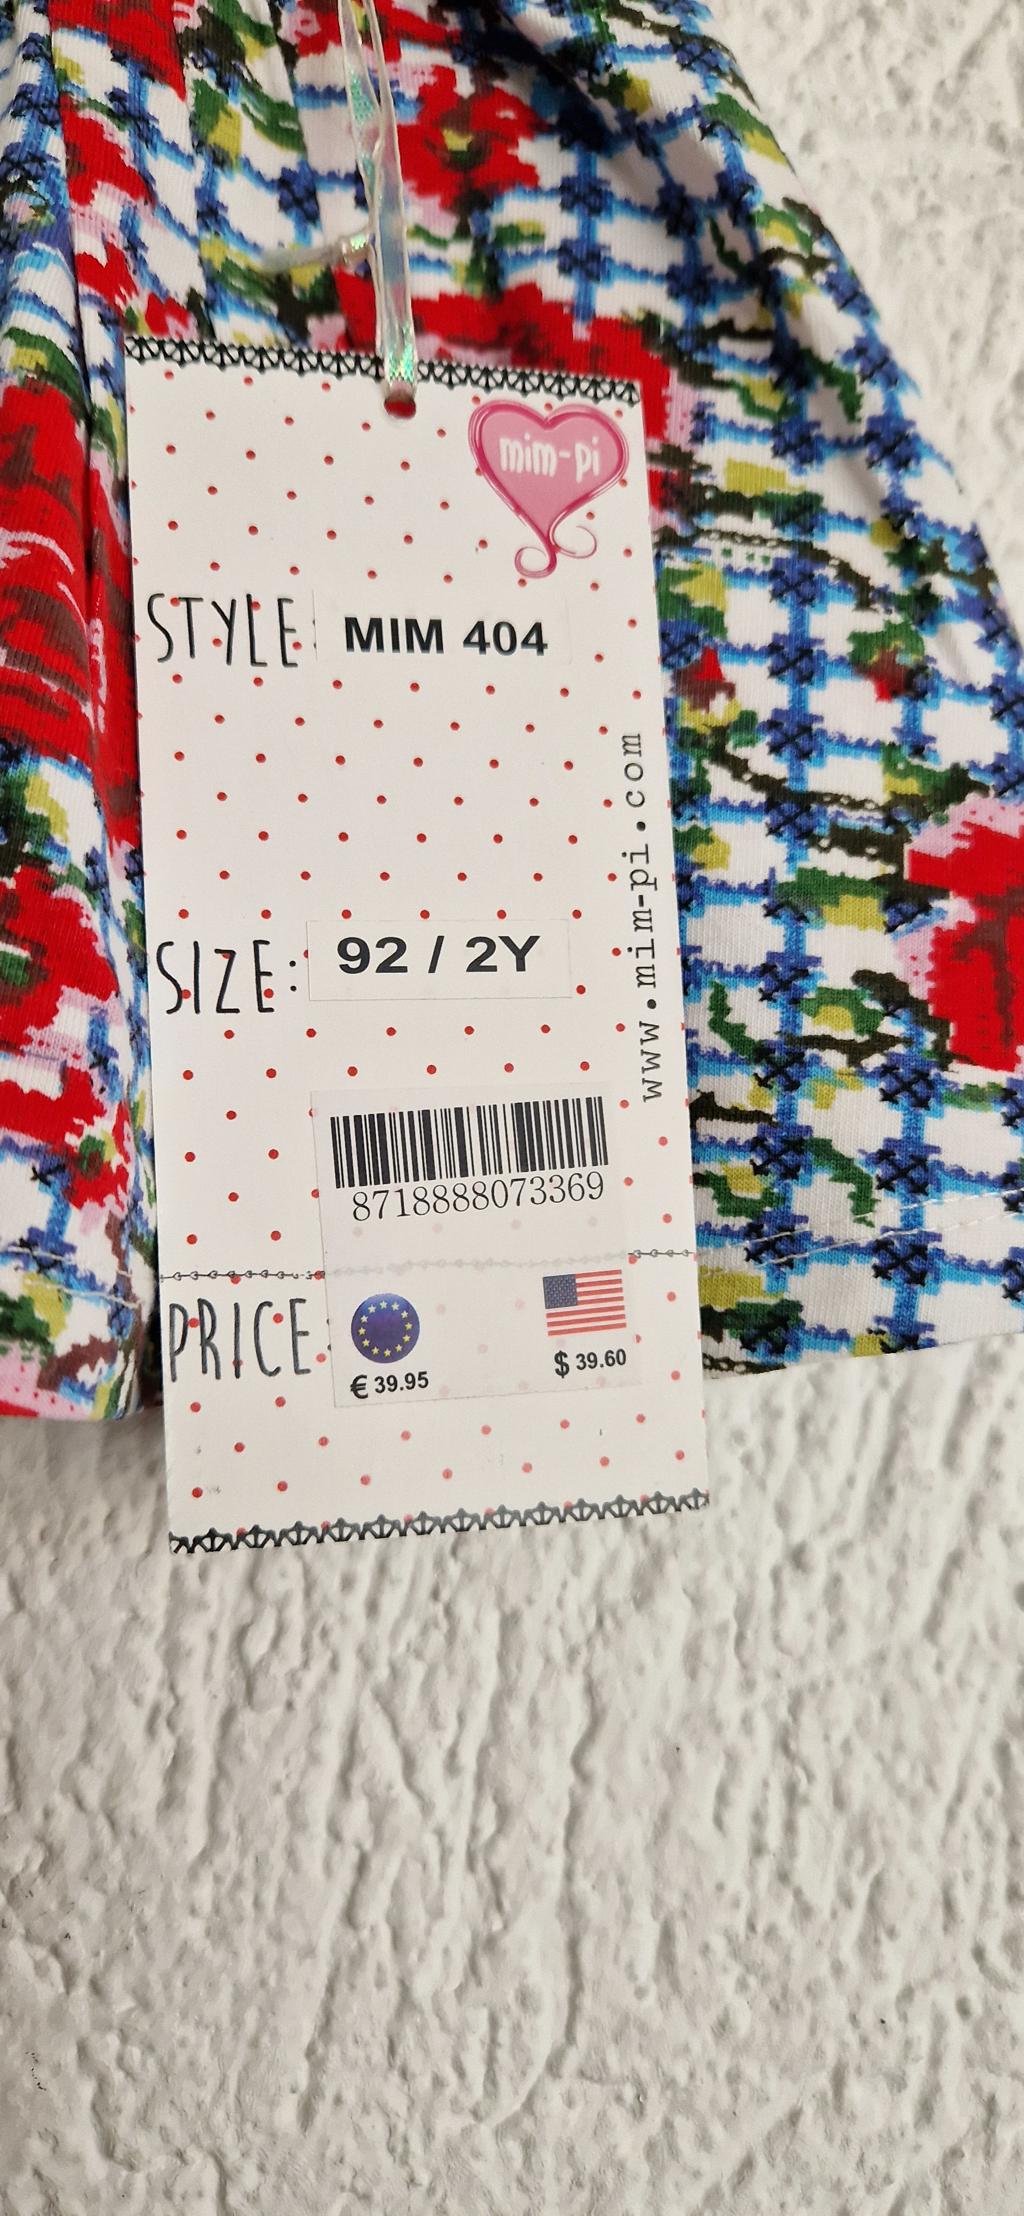 mim-pi
STYLE: MIM 404
www.mim-pi.com
SIZE: 92 / 2Y
8718888073369
PRICE:
€ 39.95 $ 39.60